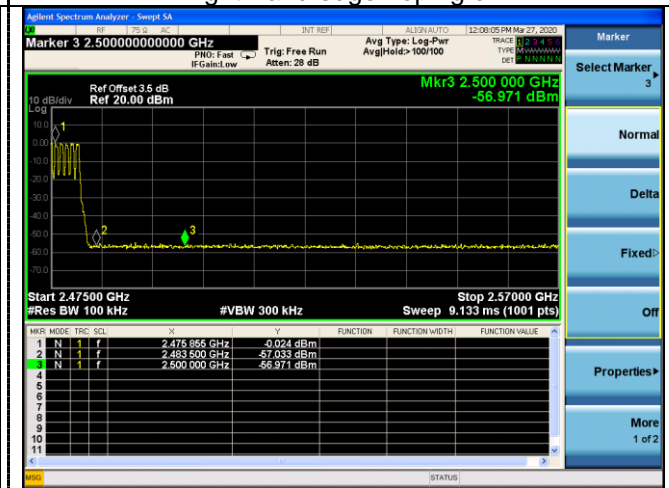 Agilent Spectrum Analyzer - Swept SA
RF 75 Ω AC INT REF ALIGN AUTO 12:08:05 PM Mar 27, 2020
Marker 3 2.500000000000 GHz
PNO: Fast
IFGain:Low
Trig: Free Run
Atten: 28 dB
Avg Type: Log-Pwr
Avg|Hold:>100/100
TRACE 1 2 3 4 5 6
TYPE M
DET P N N N N N
Marker
Select Marker
3
Normal
Delta
Fixed
Off
Properties
More
1 of 2
Mkr3 2.500 000 GHz
-56.971 dBm
Ref Offset 3.5 dB
10 dB/div Ref 20.00 dBm
Log
10.0
0.00
-10.0
-20.0
-30.0
-40.0
-50.0
-60.0
-70.0
1
2
3
Start 2.47500 GHz Stop 2.57000 GHz
#Res BW 100 kHz #VBW 300 kHz Sweep 9.133 ms (1001 pts)
MKR MODE TRC SCL X Y FUNCTION FUNCTION WIDTH FUNCTION VALUE
1 N 1 f 2.475 855 GHz -0.024 dBm
2 N 1 f 2.483 500 GHz -57.033 dBm
3 N 1 f 2.500 000 GHz -56.971 dBm
4
5
6
7
8
9
10
11
MSG STATUS